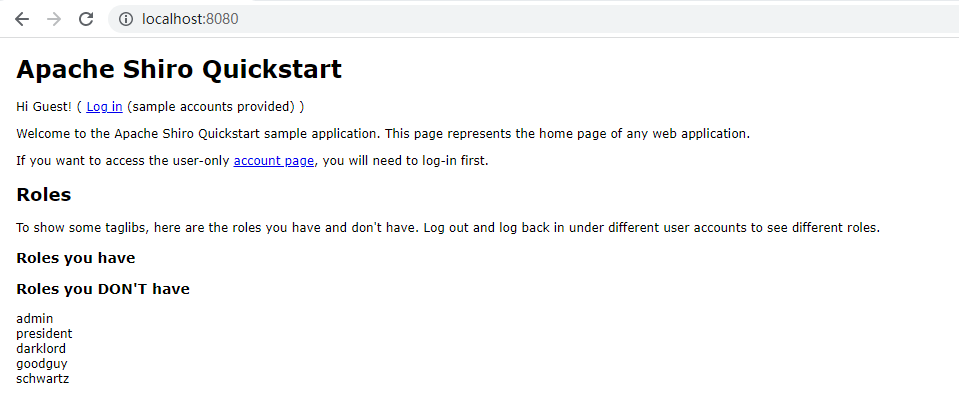 localhost:8080
Apache Shiro Quickstart
Hi Guest! ( Log in (sample accounts provided) )
Welcome to the Apache Shiro Quickstart sample application. This page represents the home page of any web application.
If you want to access the user-only account page, you will need to log-in first.
Roles
To show some taglibs, here are the roles you have and don't have. Log out and log back in under different user accounts to see different roles.
Roles you have
Roles you DON'T have
admin
president
darklord
goodguy
schwartz